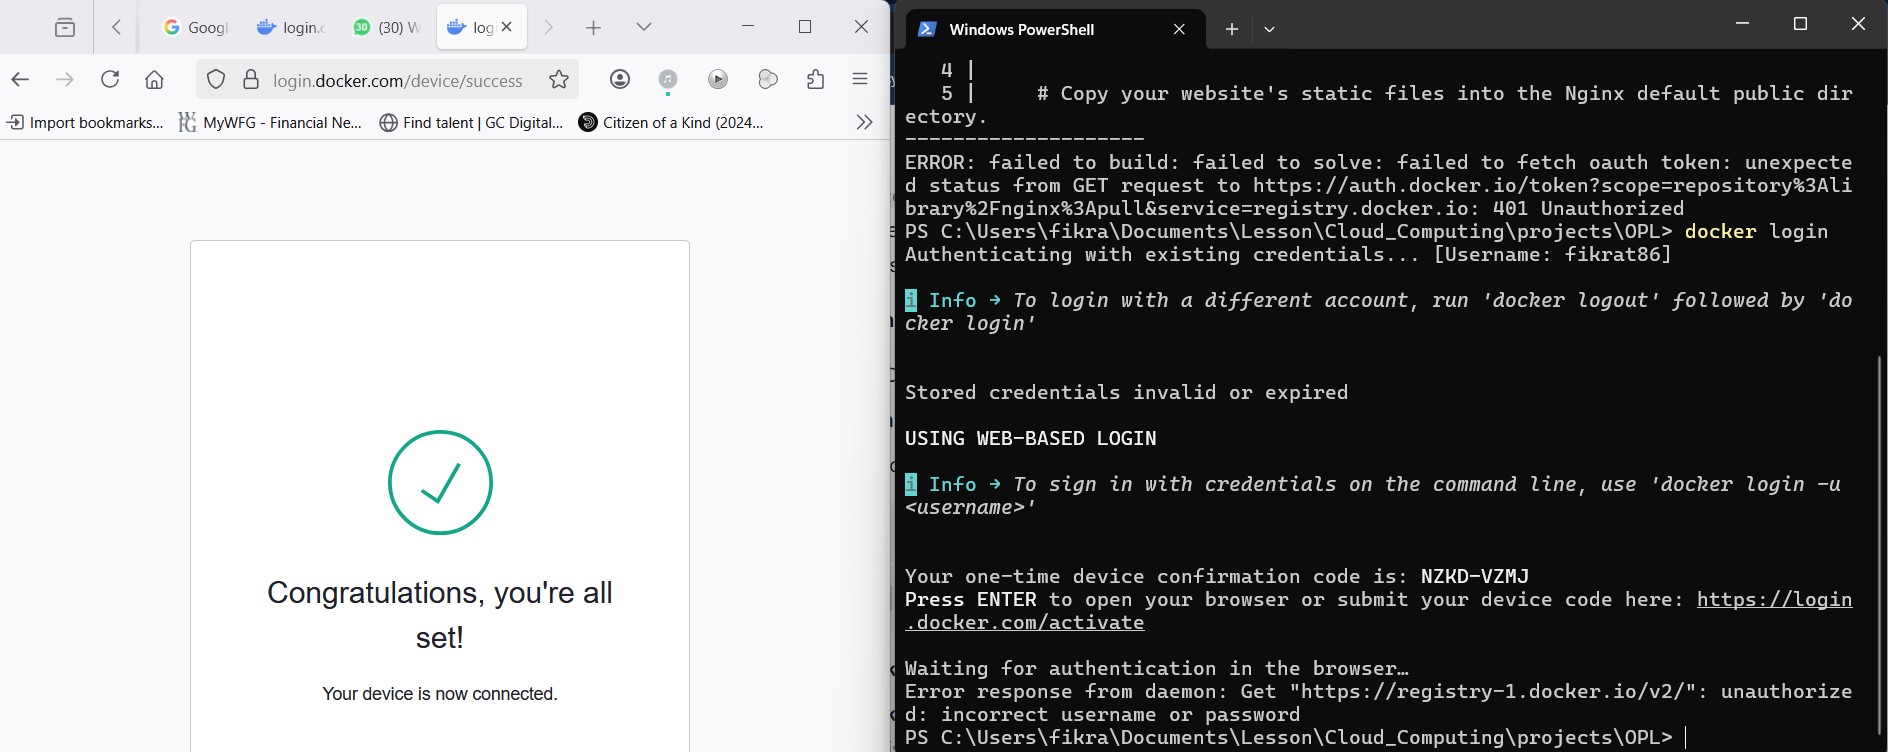 Googl
login.c
30
(30) W
log
login.docker.com/device/success
Import bookmarks...
MyWFG - Financial Ne...
Find talent | GC Digital...
Citizen of a Kind (2024...
Congratulations, you're all
set!
Your device is now connected.
Windows PowerShell
4 |
5 |     # Copy your website's static files into the Nginx default public dir
ectory.
--------------------
ERROR: failed to build: failed to solve: failed to fetch oauth token: unexpecte
d status from GET request to https://auth.docker.io/token?scope=repository%3Ali
brary%2Fnginx%3Apull&service=registry.docker.io: 401 Unauthorized
PS C:\Users\fikra\Documents\Lesson\Cloud_Computing\projects\OPL> docker login
Authenticating with existing credentials... [Username: fikrat86]
i Info → To login with a different account, run 'docker logout' followed by 'do
cker login'
Stored credentials invalid or expired
USING WEB-BASED LOGIN
i Info → To sign in with credentials on the command line, use 'docker login -u
<username>'
Your one-time device confirmation code is: NZKD-VZMJ
Press ENTER to open your browser or submit your device code here: https://login
.docker.com/activate
Waiting for authentication in the browser…
Error response from daemon: Get "https://registry-1.docker.io/v2/": unauthorize
d: incorrect username or password
PS C:\Users\fikra\Documents\Lesson\Cloud_Computing\projects\OPL>